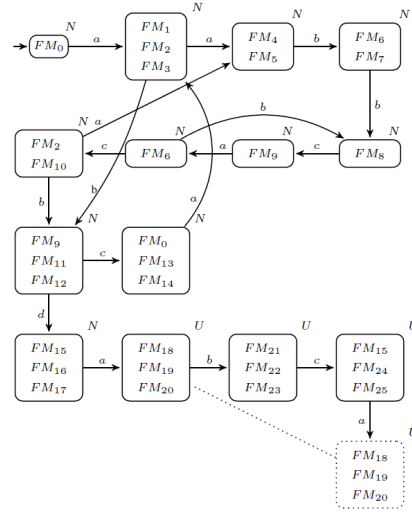 N
N
N
N
FM₀
a
FM₁
FM₂
FM₃
a
FM₄
FM₅
b
FM₆
FM₇
b
N
a
FM₂
FM₁₀
c
N
FM₆
b
a
N
FM₉
c
N
FM₈
b
b
a
N
FM₉
FM₁₁
FM₁₂
c
N
FM₀
FM₁₃
FM₁₄
d
N
FM₁₅
FM₁₆
FM₁₇
a
U
FM₁₈
FM₁₉
FM₂₀
b
U
FM₂₁
FM₂₂
FM₂₃
c
U
FM₁₅
FM₂₄
FM₂₅
a
U
FM₁₈
FM₁₉
FM₂₀